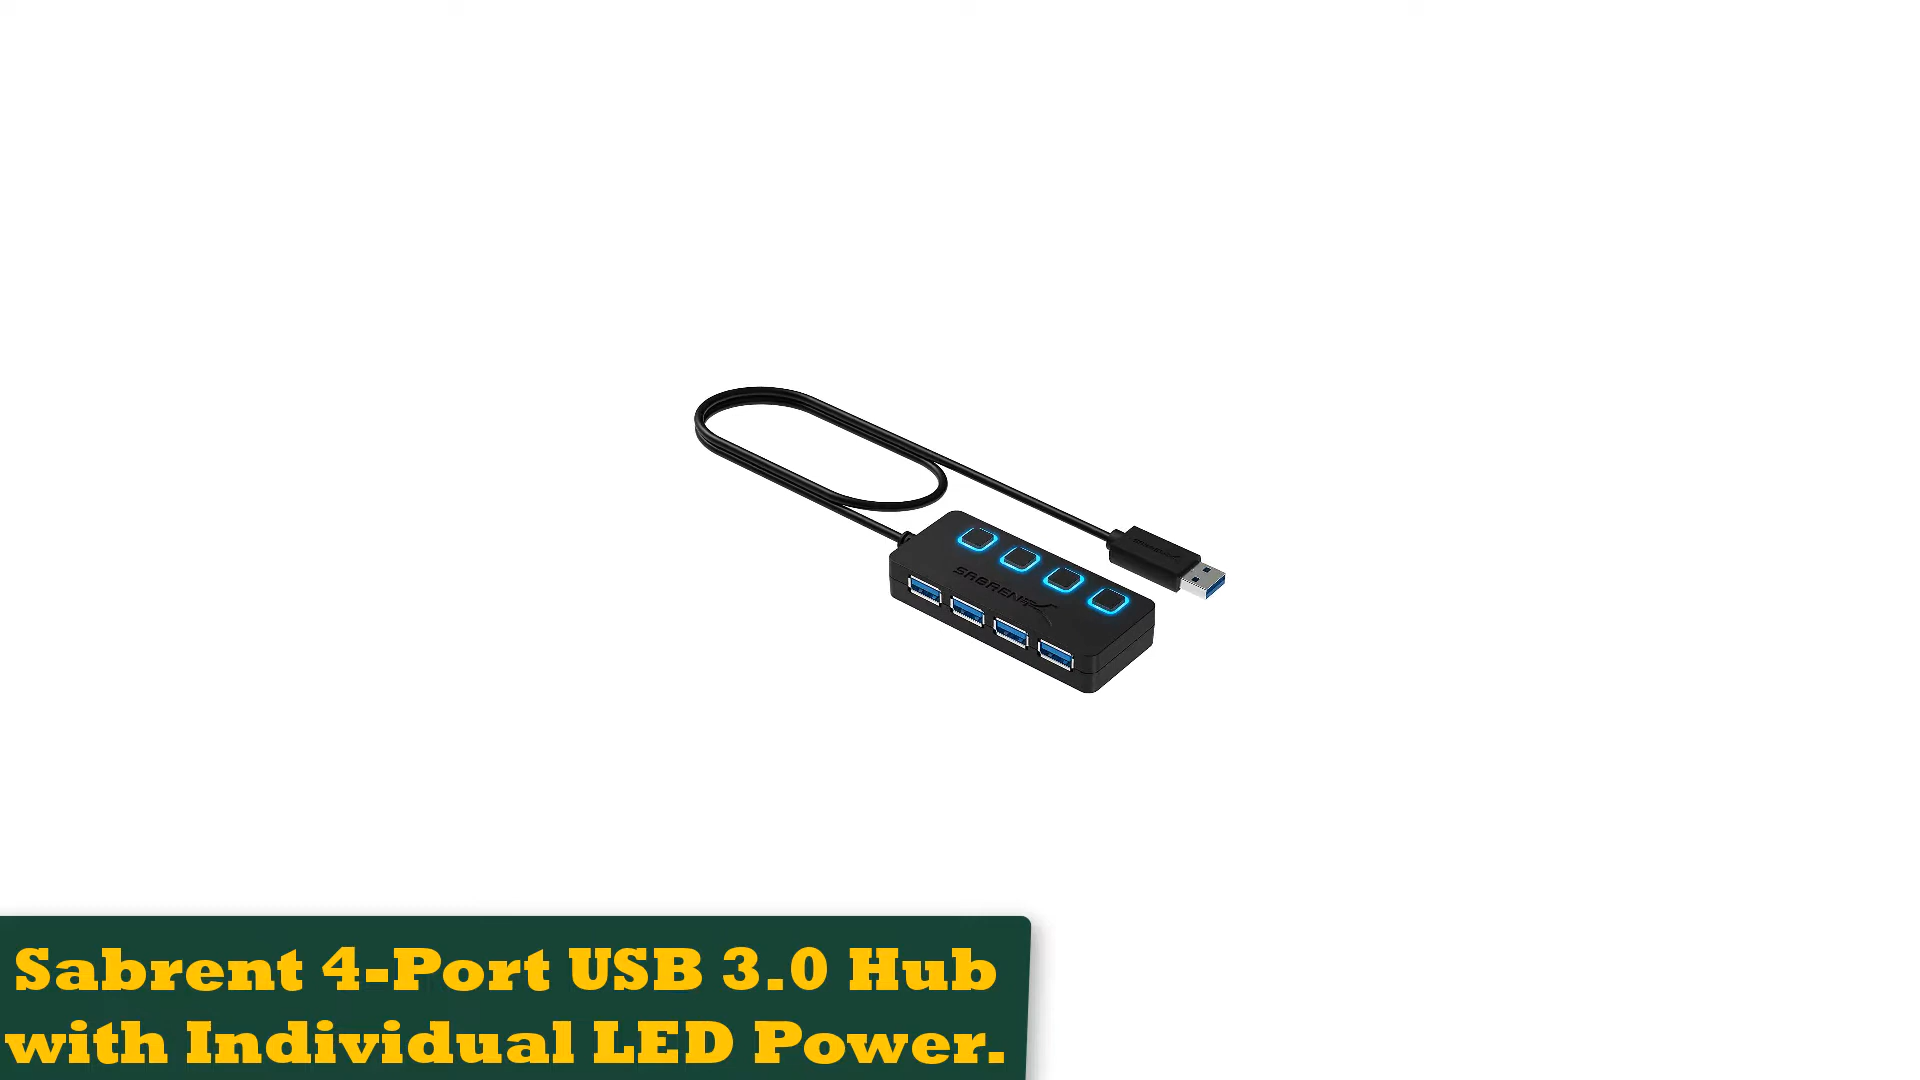 SABRENT
Sabrent 4-Port USB 3.0 Hub
with Individual LED Power.